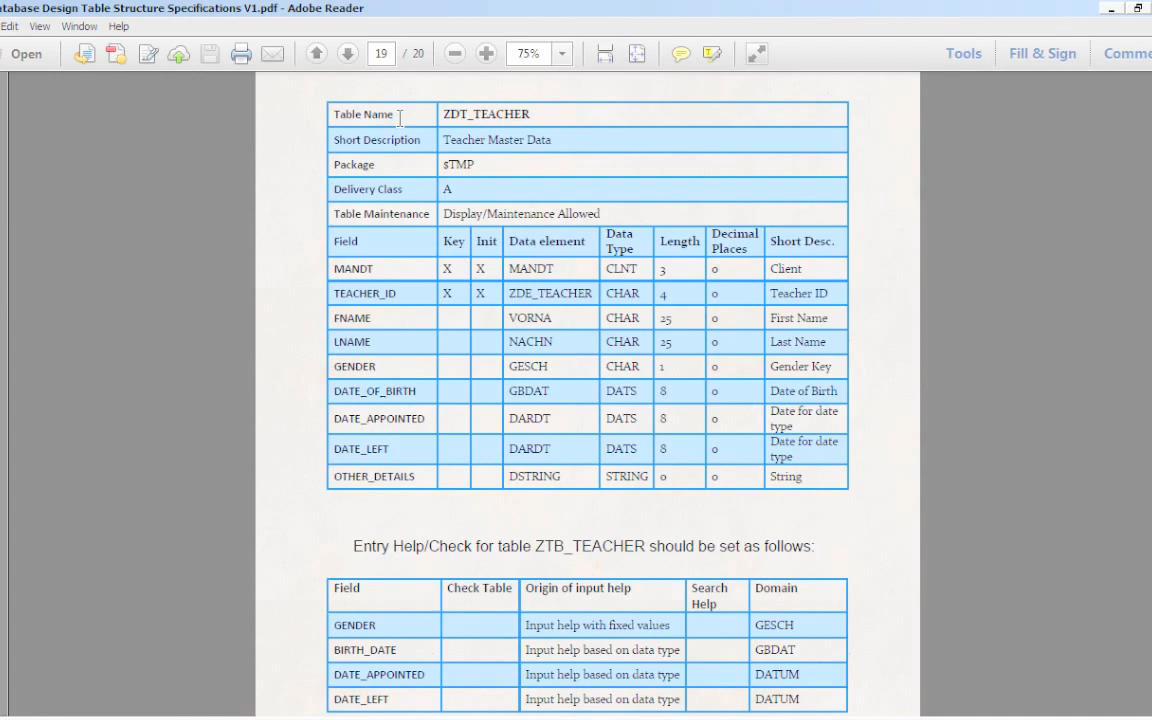 atabase Design Table Structure Specifications V1.pdf - Adobe Reader
Edit View Window Help
Open 19 / 20 75% Tools Fill & Sign Comme
Table Name ZDT_TEACHER
Short Description Teacher Master Data
Package $TMP
Delivery Class A
Table Maintenance Display/Maintenance Allowed
Field Key Init Data element Data Type Length Decimal Places Short Desc.
MANDT X X MANDT CLNT 3 0 Client
TEACHER_ID X X ZDE_TEACHER CHAR 4 0 Teacher ID
FNAME VORNA CHAR 25 0 First Name
LNAME NACHN CHAR 25 0 Last Name
GENDER GESCH CHAR 1 0 Gender Key
DATE_OF_BIRTH GBDAT DATS 8 0 Date of Birth
DATE_APPOINTED DARDT DATS 8 0 Date for date type
DATE_LEFT DARDT DATS 8 0 Date for date type
OTHER_DETAILS DSTRING STRING 0 0 String
Entry Help/Check for table ZTB_TEACHER should be set as follows:
Field Check Table Origin of input help Search Help Domain
GENDER Input help with fixed values GESCH
BIRTH_DATE Input help based on data type GBDAT
DATE_APPOINTED Input help based on data type DATUM
DATE_LEFT Input help based on data type DATUM